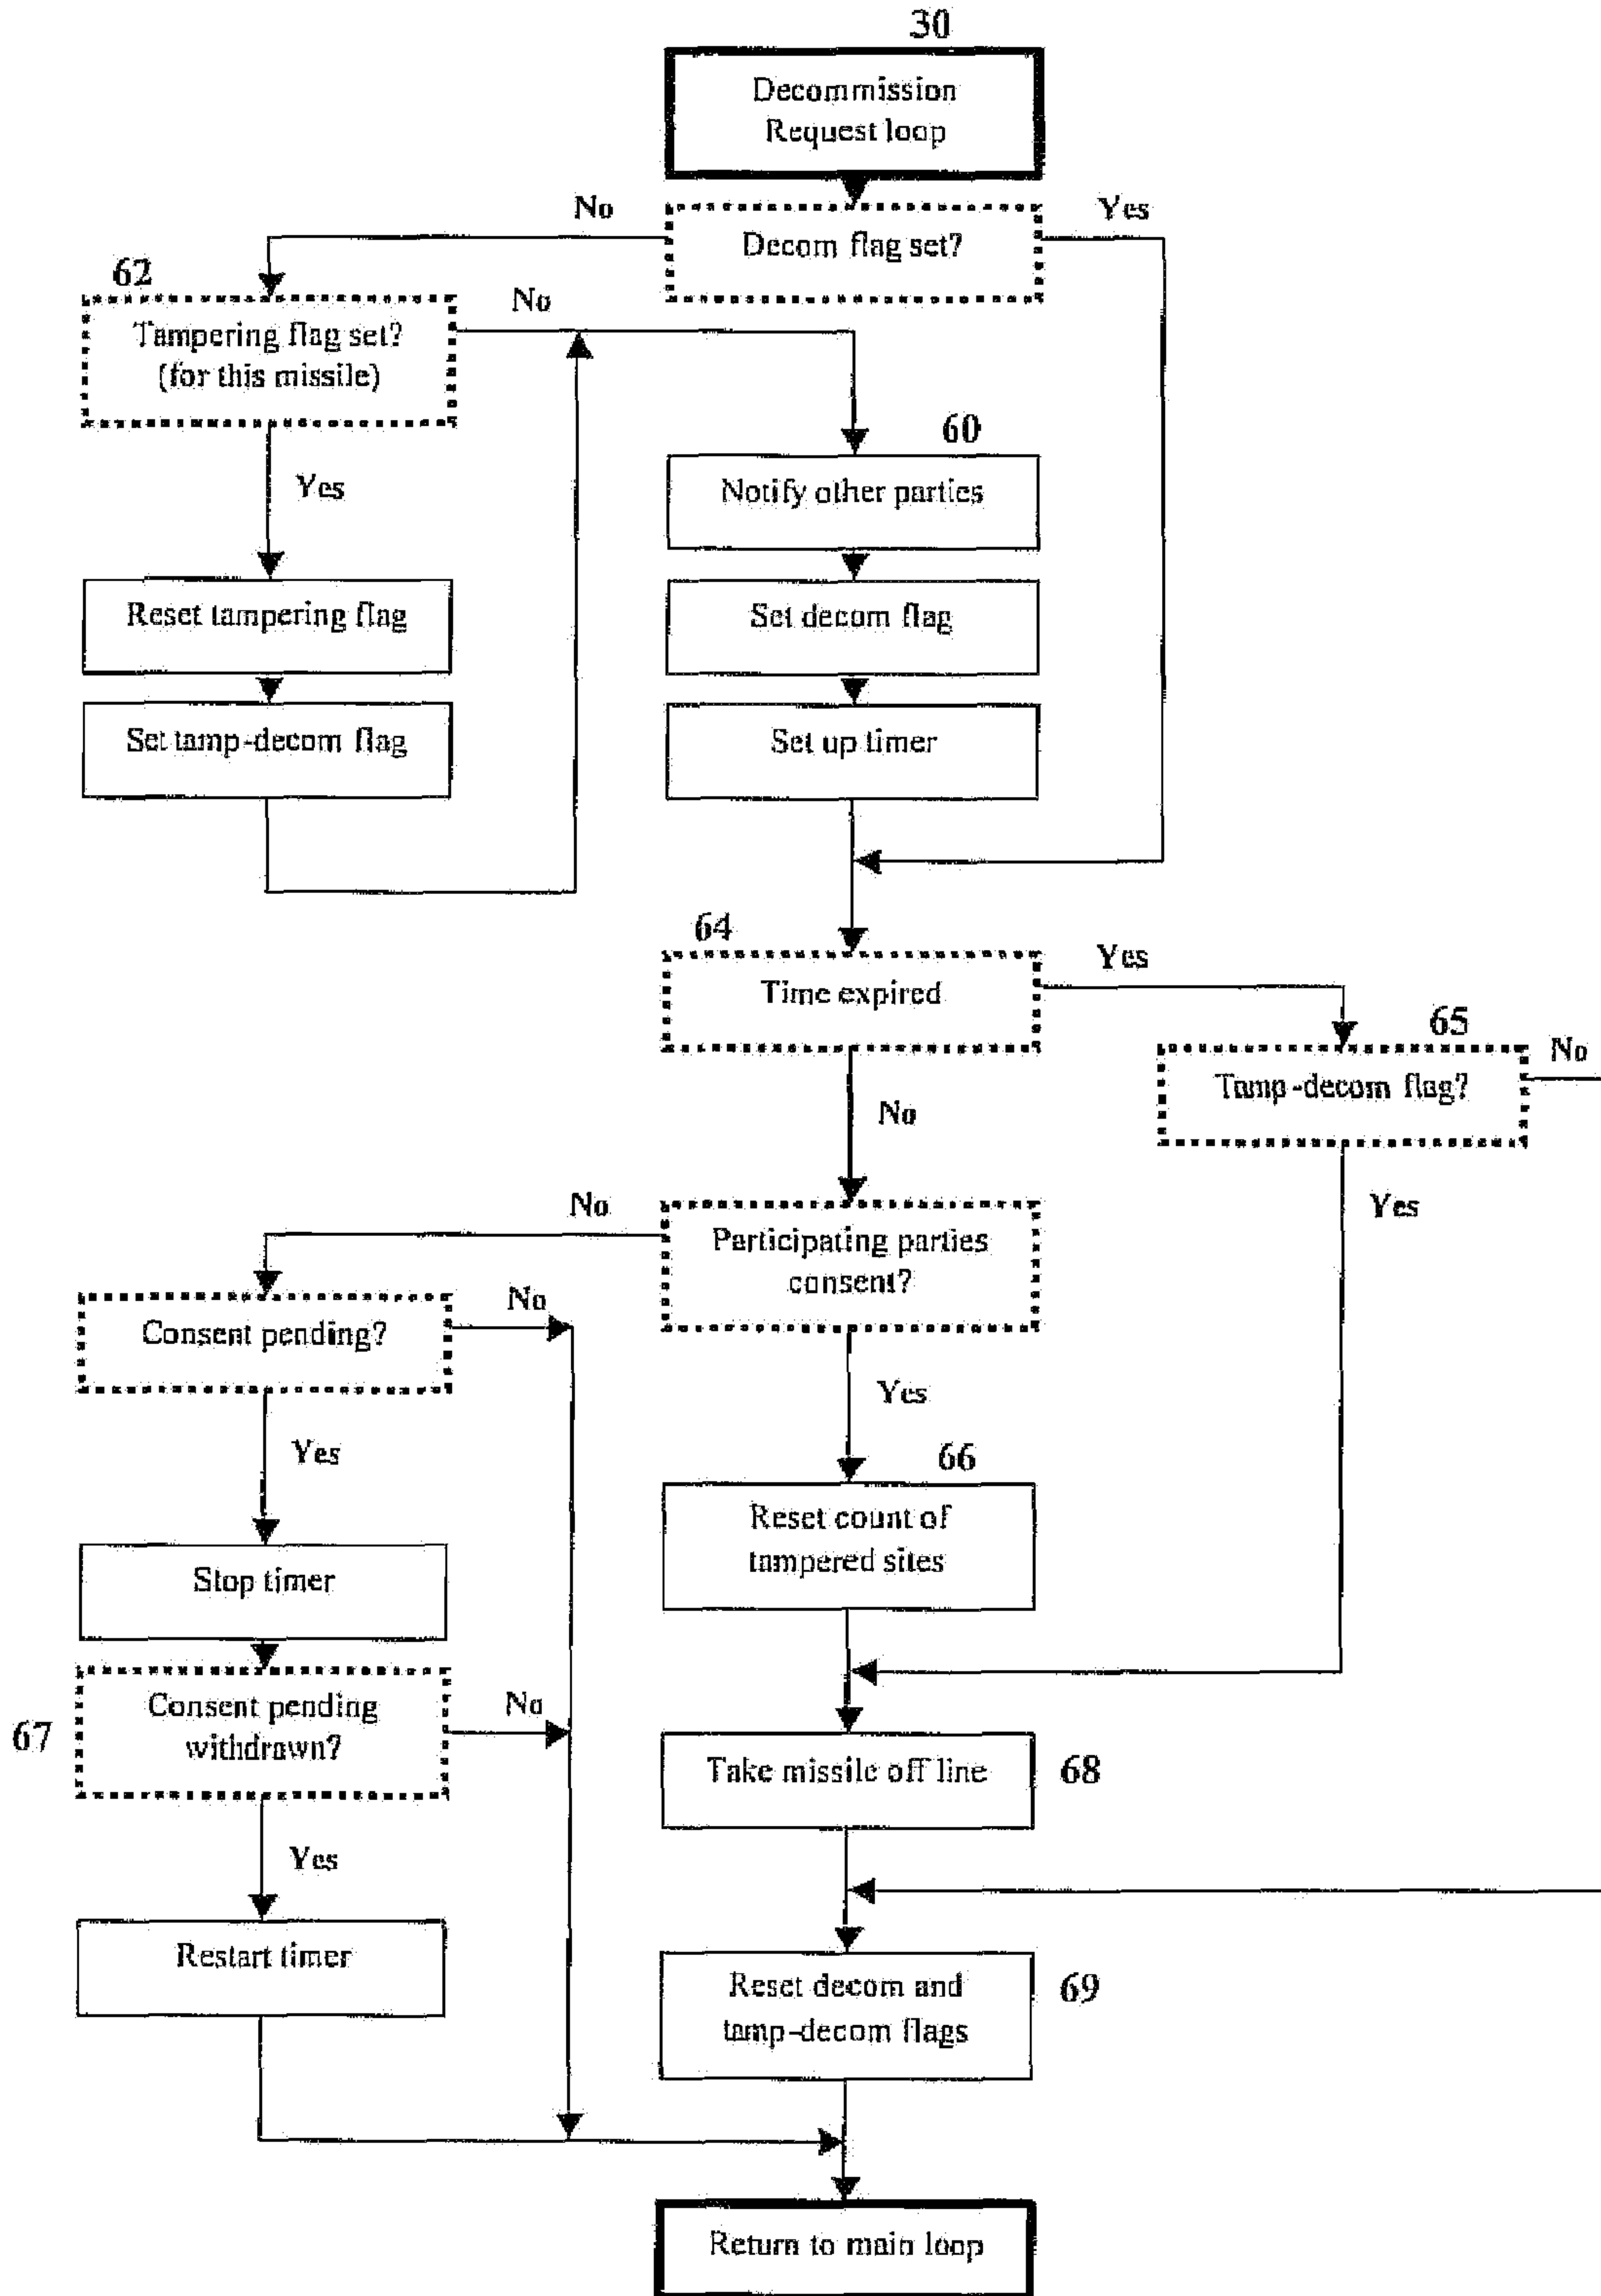 30
Decommission
Request loop
No
Yes
Decom flag set?
62
No
Tampering flag set?
(for this missile)
60
Notify other parties
Yes
Reset tampering flag
Set decom flag
Set tamp-decom flag
Set up timer
64
Yes
Time expired
65
No
Tamp-decom flag?
No
Yes
No
Participating parties
consent?
No
Consent pending?
Yes
Yes
66
Reset count of
tampered sites
Stop timer
67
Consent pending
withdrawn?
No
Take missile off line
68
Yes
Restart timer
Reset decom and
tamp-decom flags
69
Return to main loop